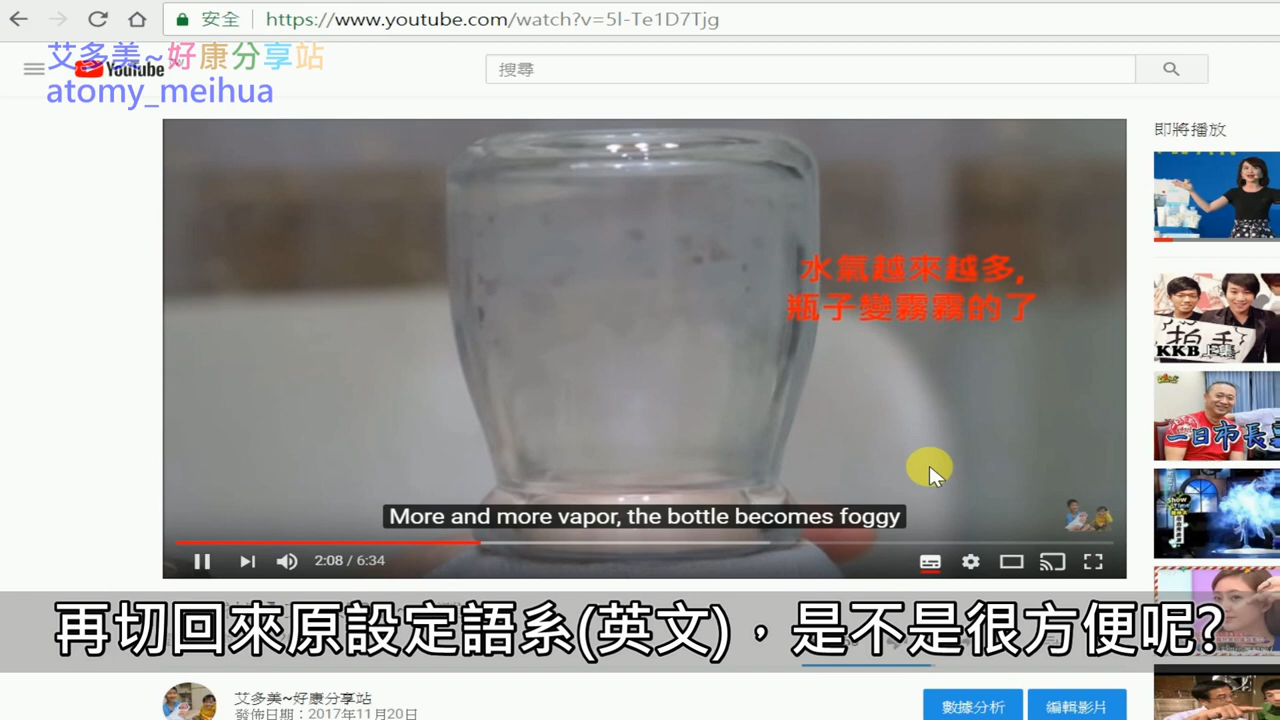 安全
https://www.youtube.com/watch?v=5l-Te1D7Tjg
艾多美~好康分享站
YouTube
atomy_meihua
搜尋
即將播放
水氣越來越多,
瓶子變霧霧的了
拍手
KKB
一日市長
Show
More and more vapor, the bottle becomes foggy
2:08 / 6:34
再切回來原設定語系(英文)，是不是很方便呢?
艾多美~好康分享站
發佈日期：2017年11月20日
數據分析
編輯影片